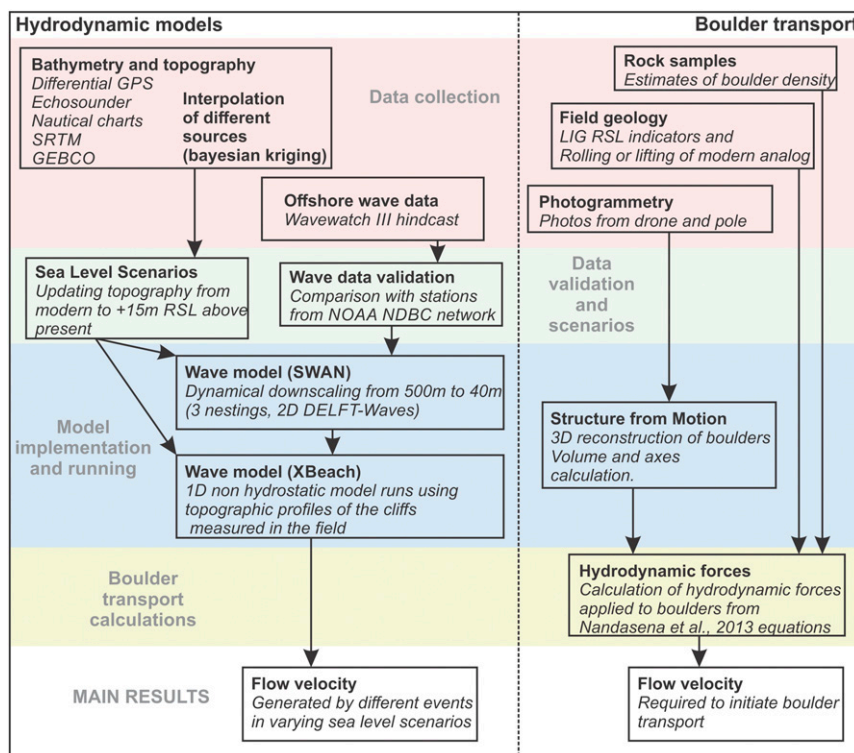 Hydrodynamic models
Boulder transport
Bathymetry and topography
Differential GPS
Echosounder
Nautical charts
SRTM
GEBCO
Interpolation
of different
sources
(bayesian kriging)
Data collection
Rock samples
Estimates of boulder density
Field geology
LIG RSL indicators and
Rolling or lifting of modern analog
Offshore wave data
Wavewatch III hindcast
Photogrammetry
Photos from drone and pole
Sea Level Scenarios
Updating topography from
modern to +15m RSL above
present
Wave data validation
Comparison with stations
from NOAA NDBC network
Data
validation
and
scenarios
Wave model (SWAN)
Dynamical downscaling from 500m to 40m
(3 nestings, 2D DELFT-Waves)
Model
implementation
and running
Wave model (XBeach)
1D non hydrostatic model runs using
topographic profiles of the cliffs
measured in the field
Structure from Motion
3D reconstruction of boulders
Volume and axes
calculation.
Boulder
transport
calculations
Hydrodynamic forces
Calculation of hydrodynamic forces
applied to boulders from
Nandasena et al., 2013 equations
MAIN RESULTS
Flow velocity
Generated by different events
in varying sea level scenarios
Flow velocity
Required to initiate boulder
transport